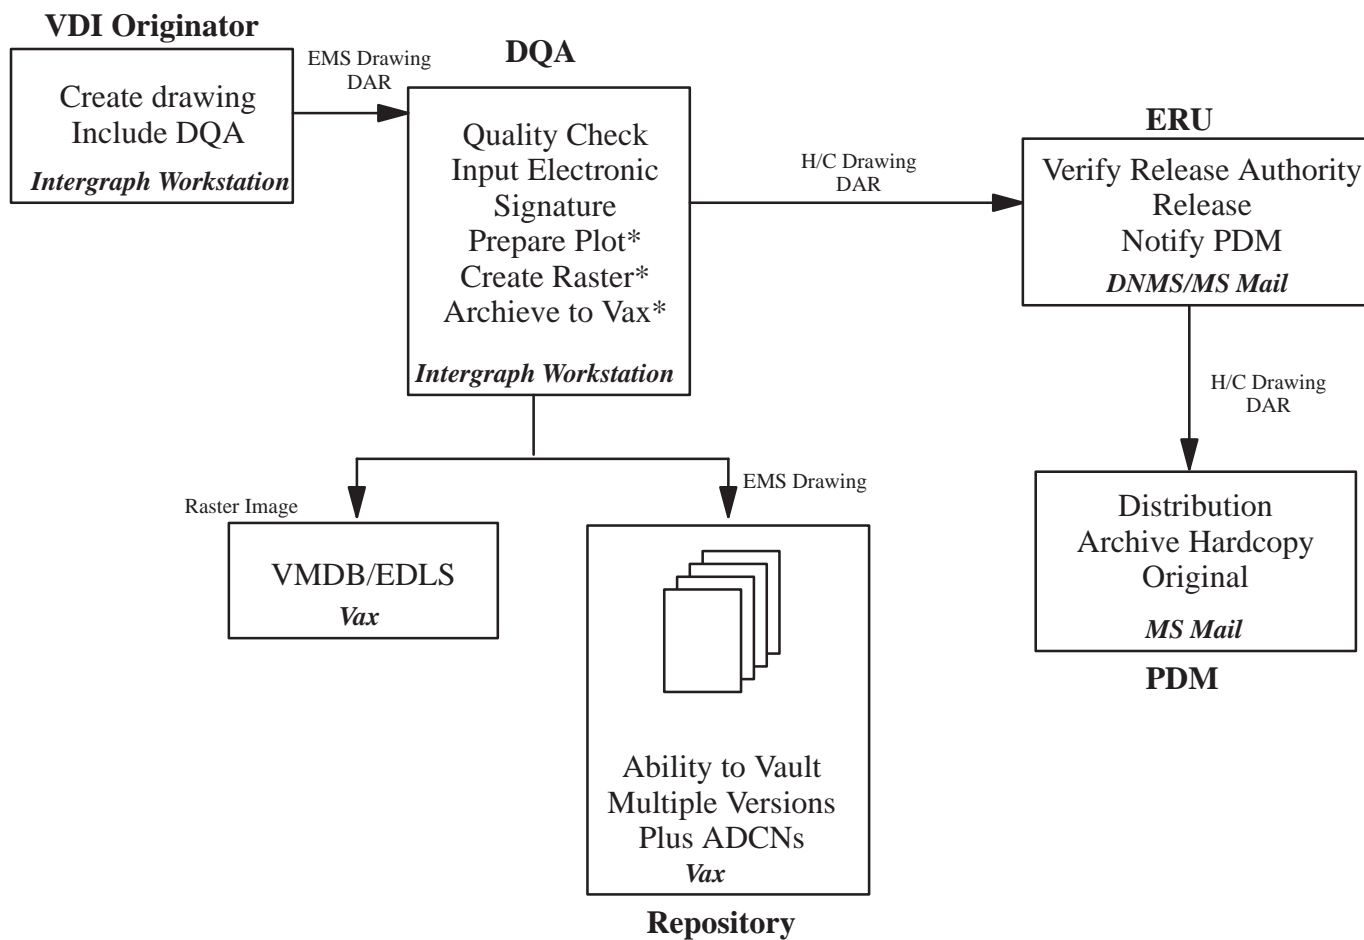 VDI Originator
Create drawing
Include DQA
Intergraph Workstation
EMS Drawing
DAR
DQA
Quality Check
Input Electronic
Signature
Prepare Plot*
Create Raster*
Archieve to Vax*
Intergraph Workstation
H/C Drawing
DAR
ERU
Verify Release Authority
Release
Notify PDM
DNMS/MS Mail
H/C Drawing
DAR
Distribution
Archive Hardcopy
Original
MS Mail
PDM
Raster Image
VMDB/EDLS
Vax
EMS Drawing
Ability to Vault
Multiple Versions
Plus ADCNs
Vax
Repository